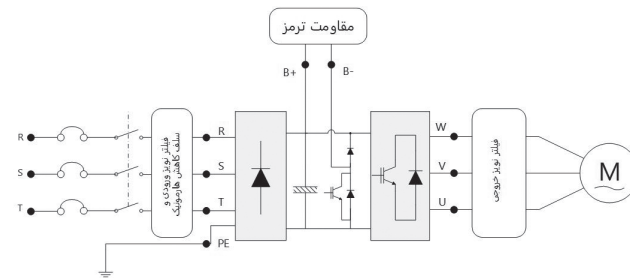 مقاومت ترمز
B+
B-
R
S
T
فیلتر نویز ورودی و
سلف کاهش هارمونیک
R
S
T
PE
W
V
U
فیلتر نویز خروجی
M